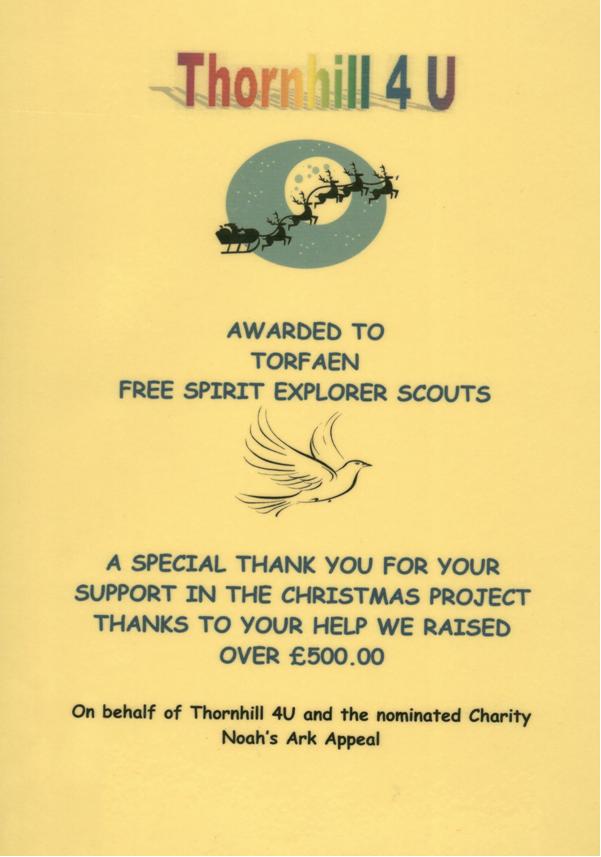 Thornhill 4 U
AWARDED TO
TORFAEN
FREE SPIRIT EXPLORER SCOUTS
A SPECIAL THANK YOU FOR YOUR
SUPPORT IN THE CHRISTMAS PROJECT
THANKS TO YOUR HELP WE RAISED
OVER £500.00
On behalf of Thornhill 4U and the nominated Charity
Noah's Ark Appeal